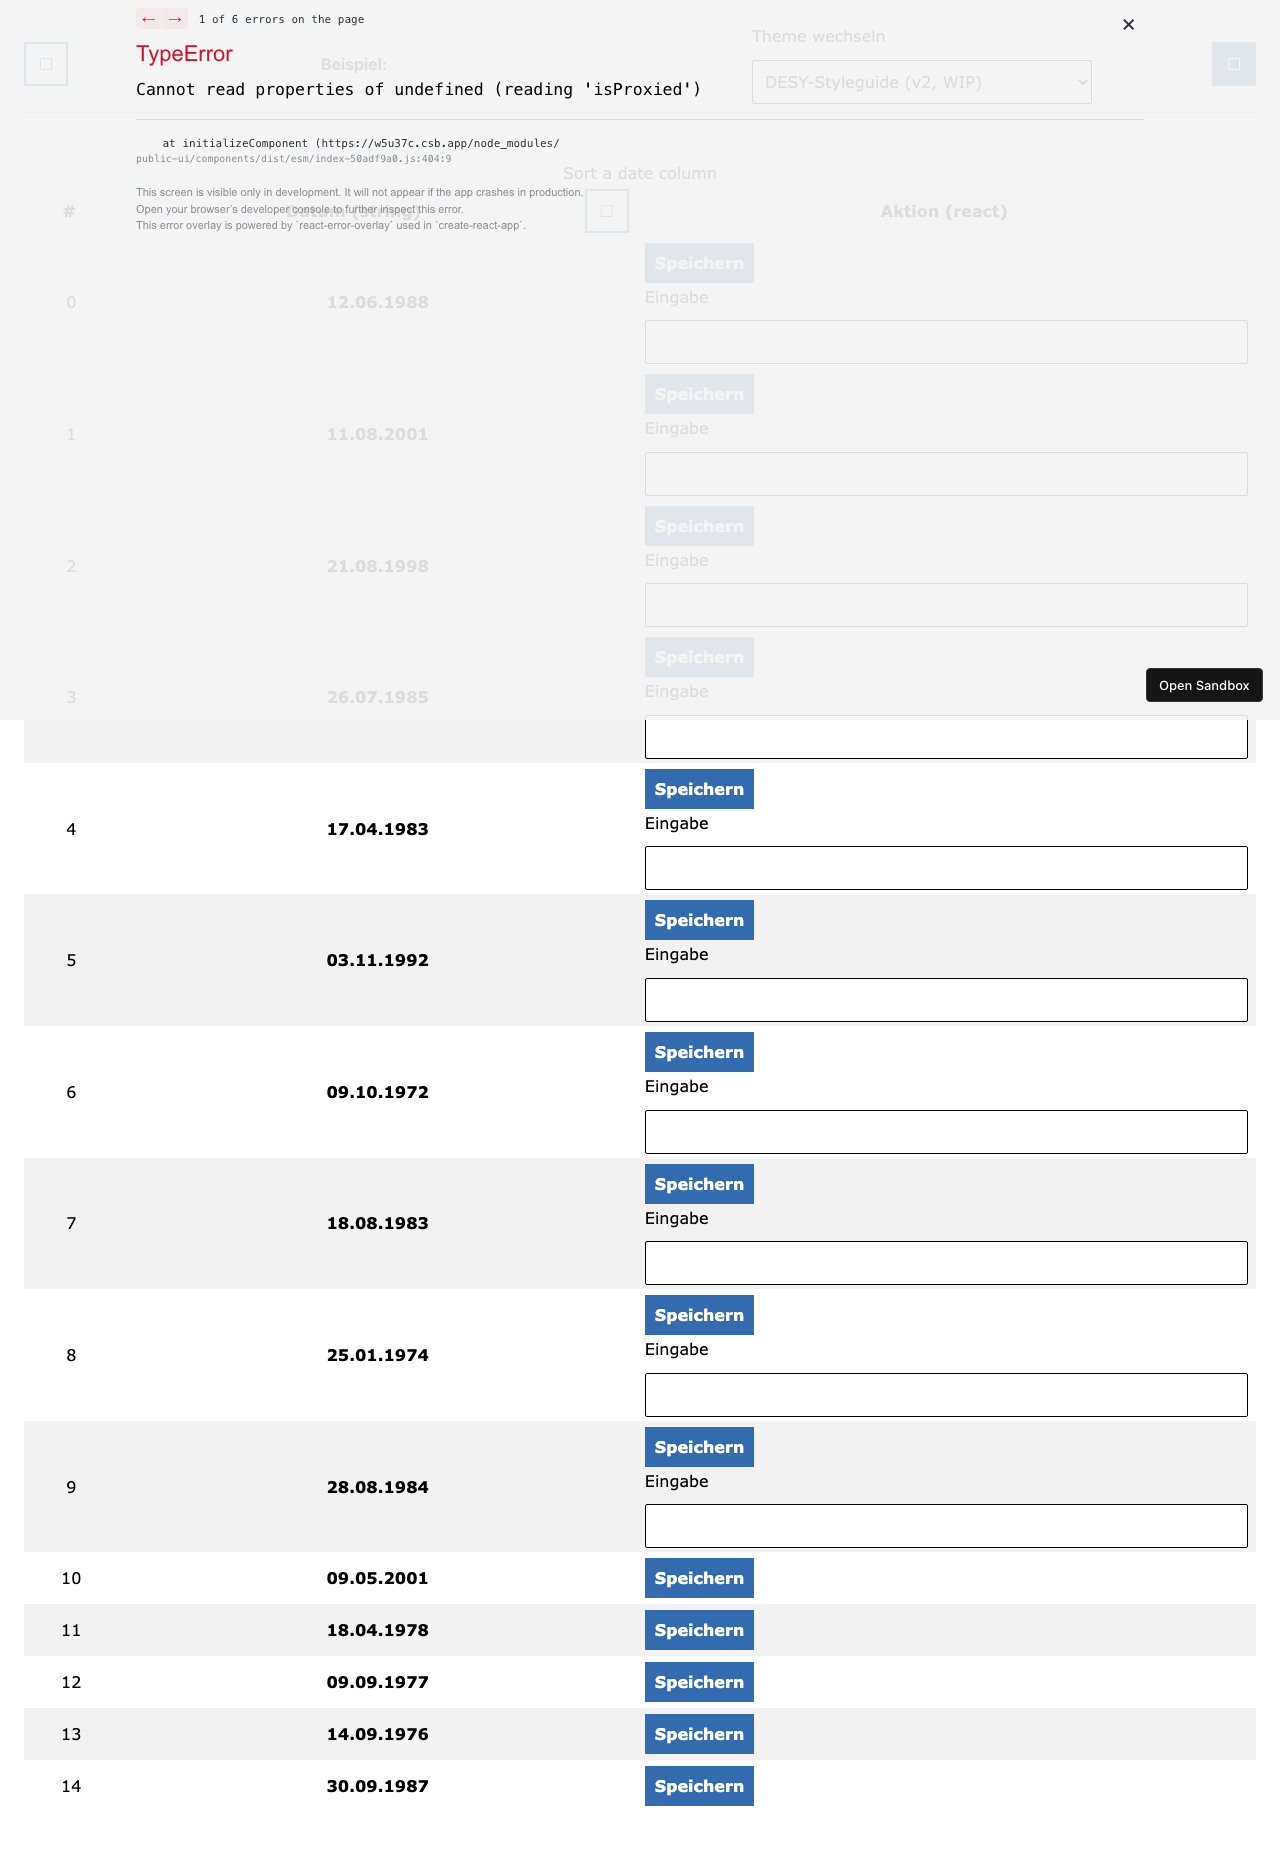 ← → 1 of 6 errors on the page
×
Theme wechseln
TypeError
Beispiel:
DESY-Styleguide (v2, WIP)
Cannot read properties of undefined (reading 'isProxied')
at initializeComponent (https://w5u37c.csb.app/node_modules/
public-ui/components/dist/esm/index-50adf9a0.js:404:9
Sort a date column
This screen is visible only in development. It will not appear if the app crashes in production.
Open your browser’s developer console to further inspect this error.
This error overlay is powered by `react-error-overlay` used in `create-react-app`.
# Datum (string) Aktion (react)
Speichern
0 12.06.1988 Eingabe
Speichern
1 11.08.2001 Eingabe
Speichern
2 21.08.1998 Eingabe
Speichern
3 26.07.1985 Eingabe
Open Sandbox
Speichern
4 17.04.1983 Eingabe
Speichern
5 03.11.1992 Eingabe
Speichern
6 09.10.1972 Eingabe
Speichern
7 18.08.1983 Eingabe
Speichern
8 25.01.1974 Eingabe
Speichern
9 28.08.1984 Eingabe
10 09.05.2001 Speichern
11 18.04.1978 Speichern
12 09.09.1977 Speichern
13 14.09.1976 Speichern
14 30.09.1987 Speichern